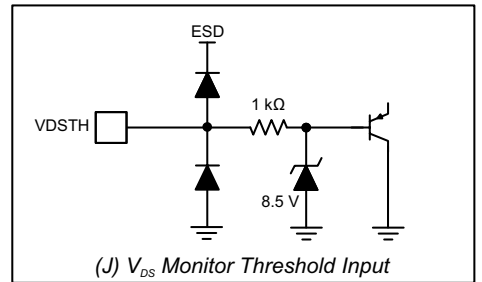 ESD
1 kΩ
VDSTH
8.5 V
(J) V_DS Monitor Threshold Input